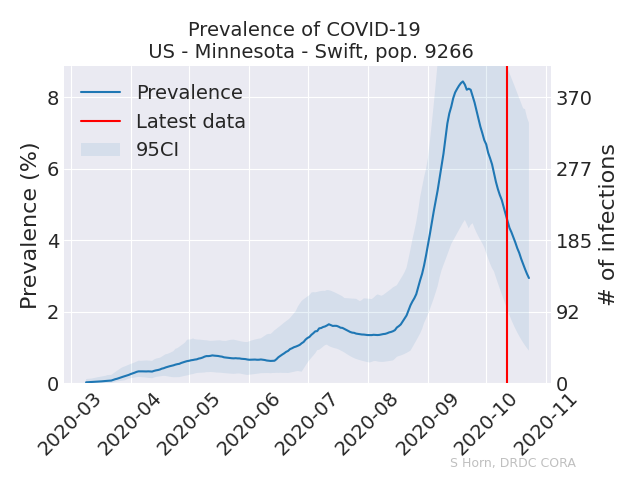 Prevalence of COVID-19
US - Minnesota - Swift, pop. 9266
Prevalence
Latest data
95CI
Prevalence (%)
8
6
4
2
0
# of infections
370
277
185
92
0
2020-03
2020-04
2020-05
2020-06
2020-07
2020-08
2020-09
2020-10
2020-11
S Horn, DRDC CORA